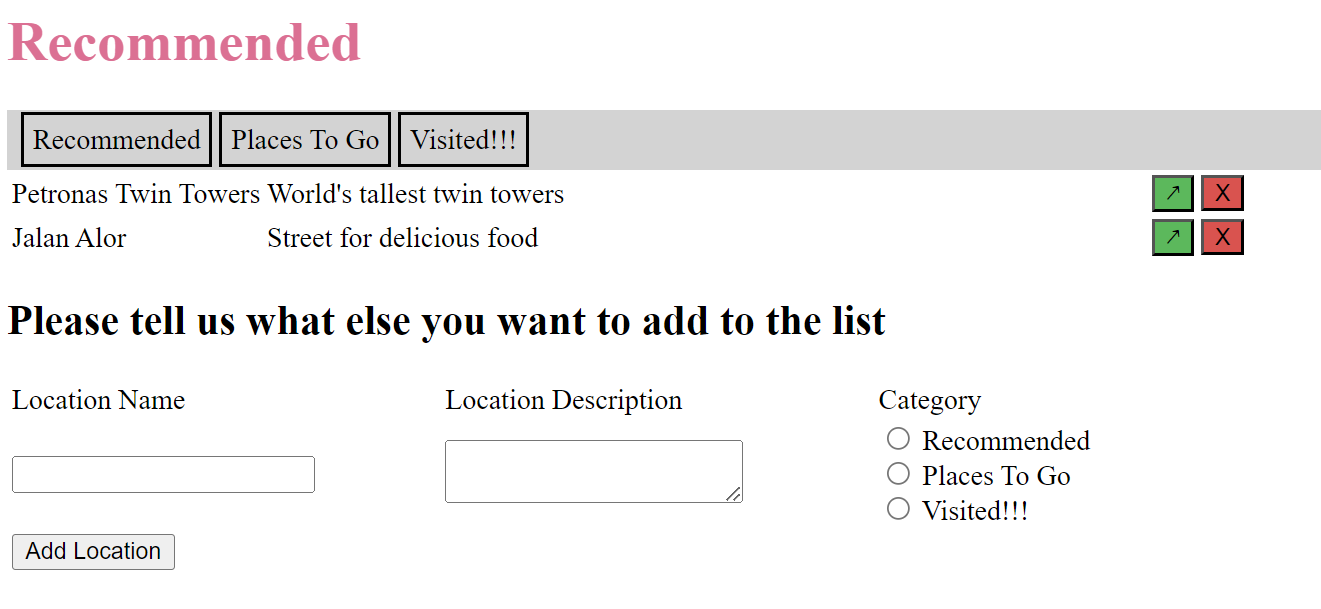 Recommended
Recommended Places To Go Visited!!!
Petronas Twin Towers World's tallest twin towers ↗ X
Jalan Alor Street for delicious food ↗ X
Please tell us what else you want to add to the list
Location Name Location Description Category
Recommended
Places To Go
Visited!!!
Add Location